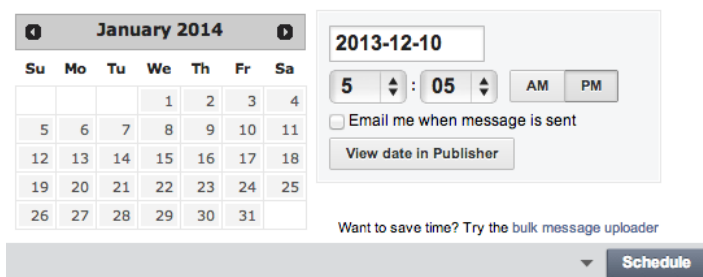 January 2014
Su Mo Tu We Th Fr Sa
1 2 3 4
5 6 7 8 9 10 11
12 13 14 15 16 17 18
19 20 21 22 23 24 25
26 27 28 29 30 31
2013-12-10
5 : 05 AM PM
Email me when message is sent
View date in Publisher
Want to save time? Try the bulk message uploader
Schedule